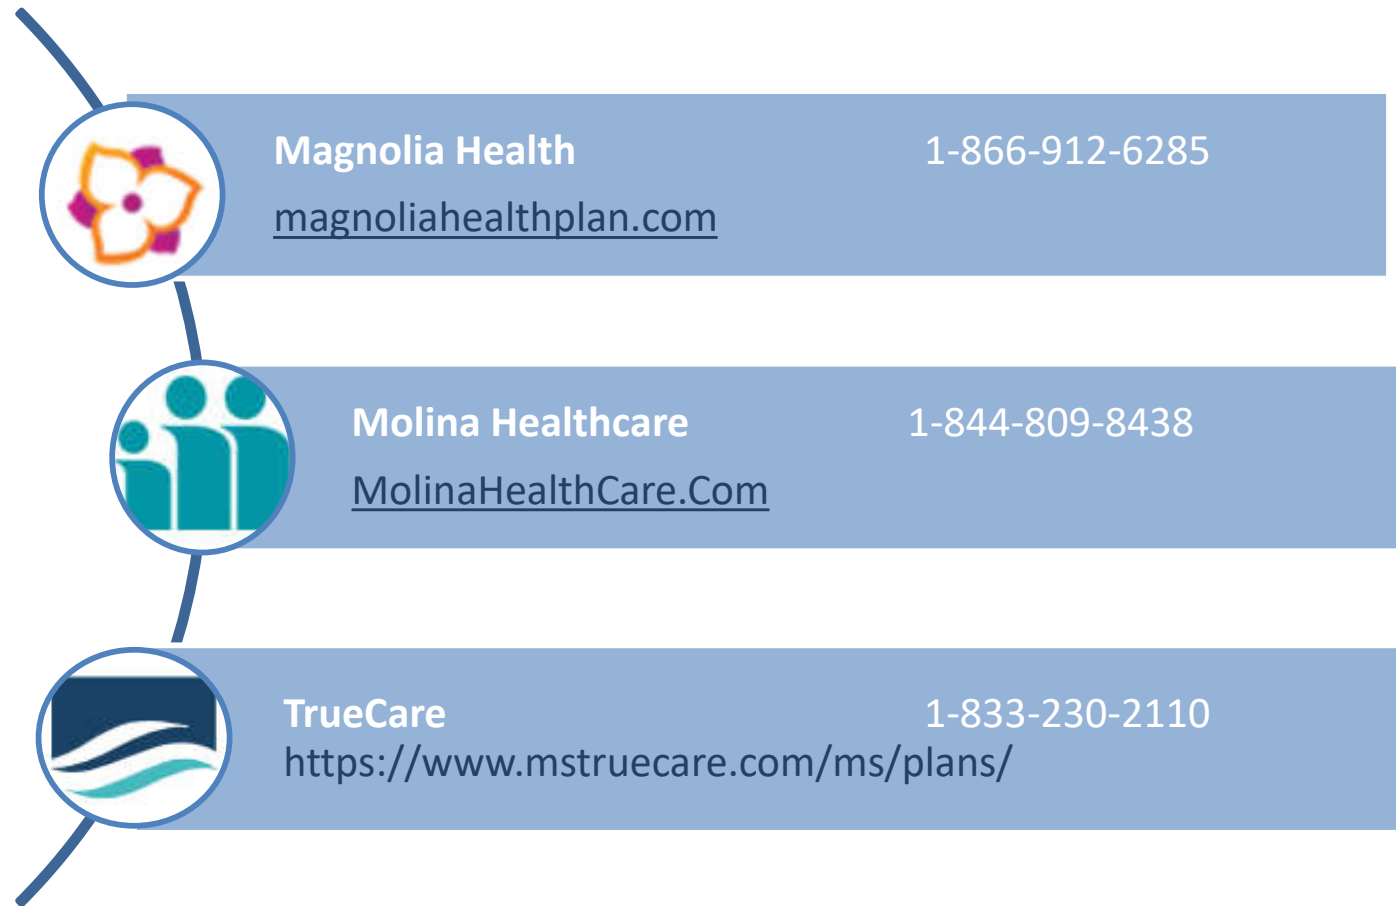 Magnolia Health 1-866-912-6285
magnoliahealthplan.com
Molina Healthcare 1-844-809-8438
MolinaHealthCare.Com
TrueCare 1-833-230-2110
https://www.mstruecare.com/ms/plans/